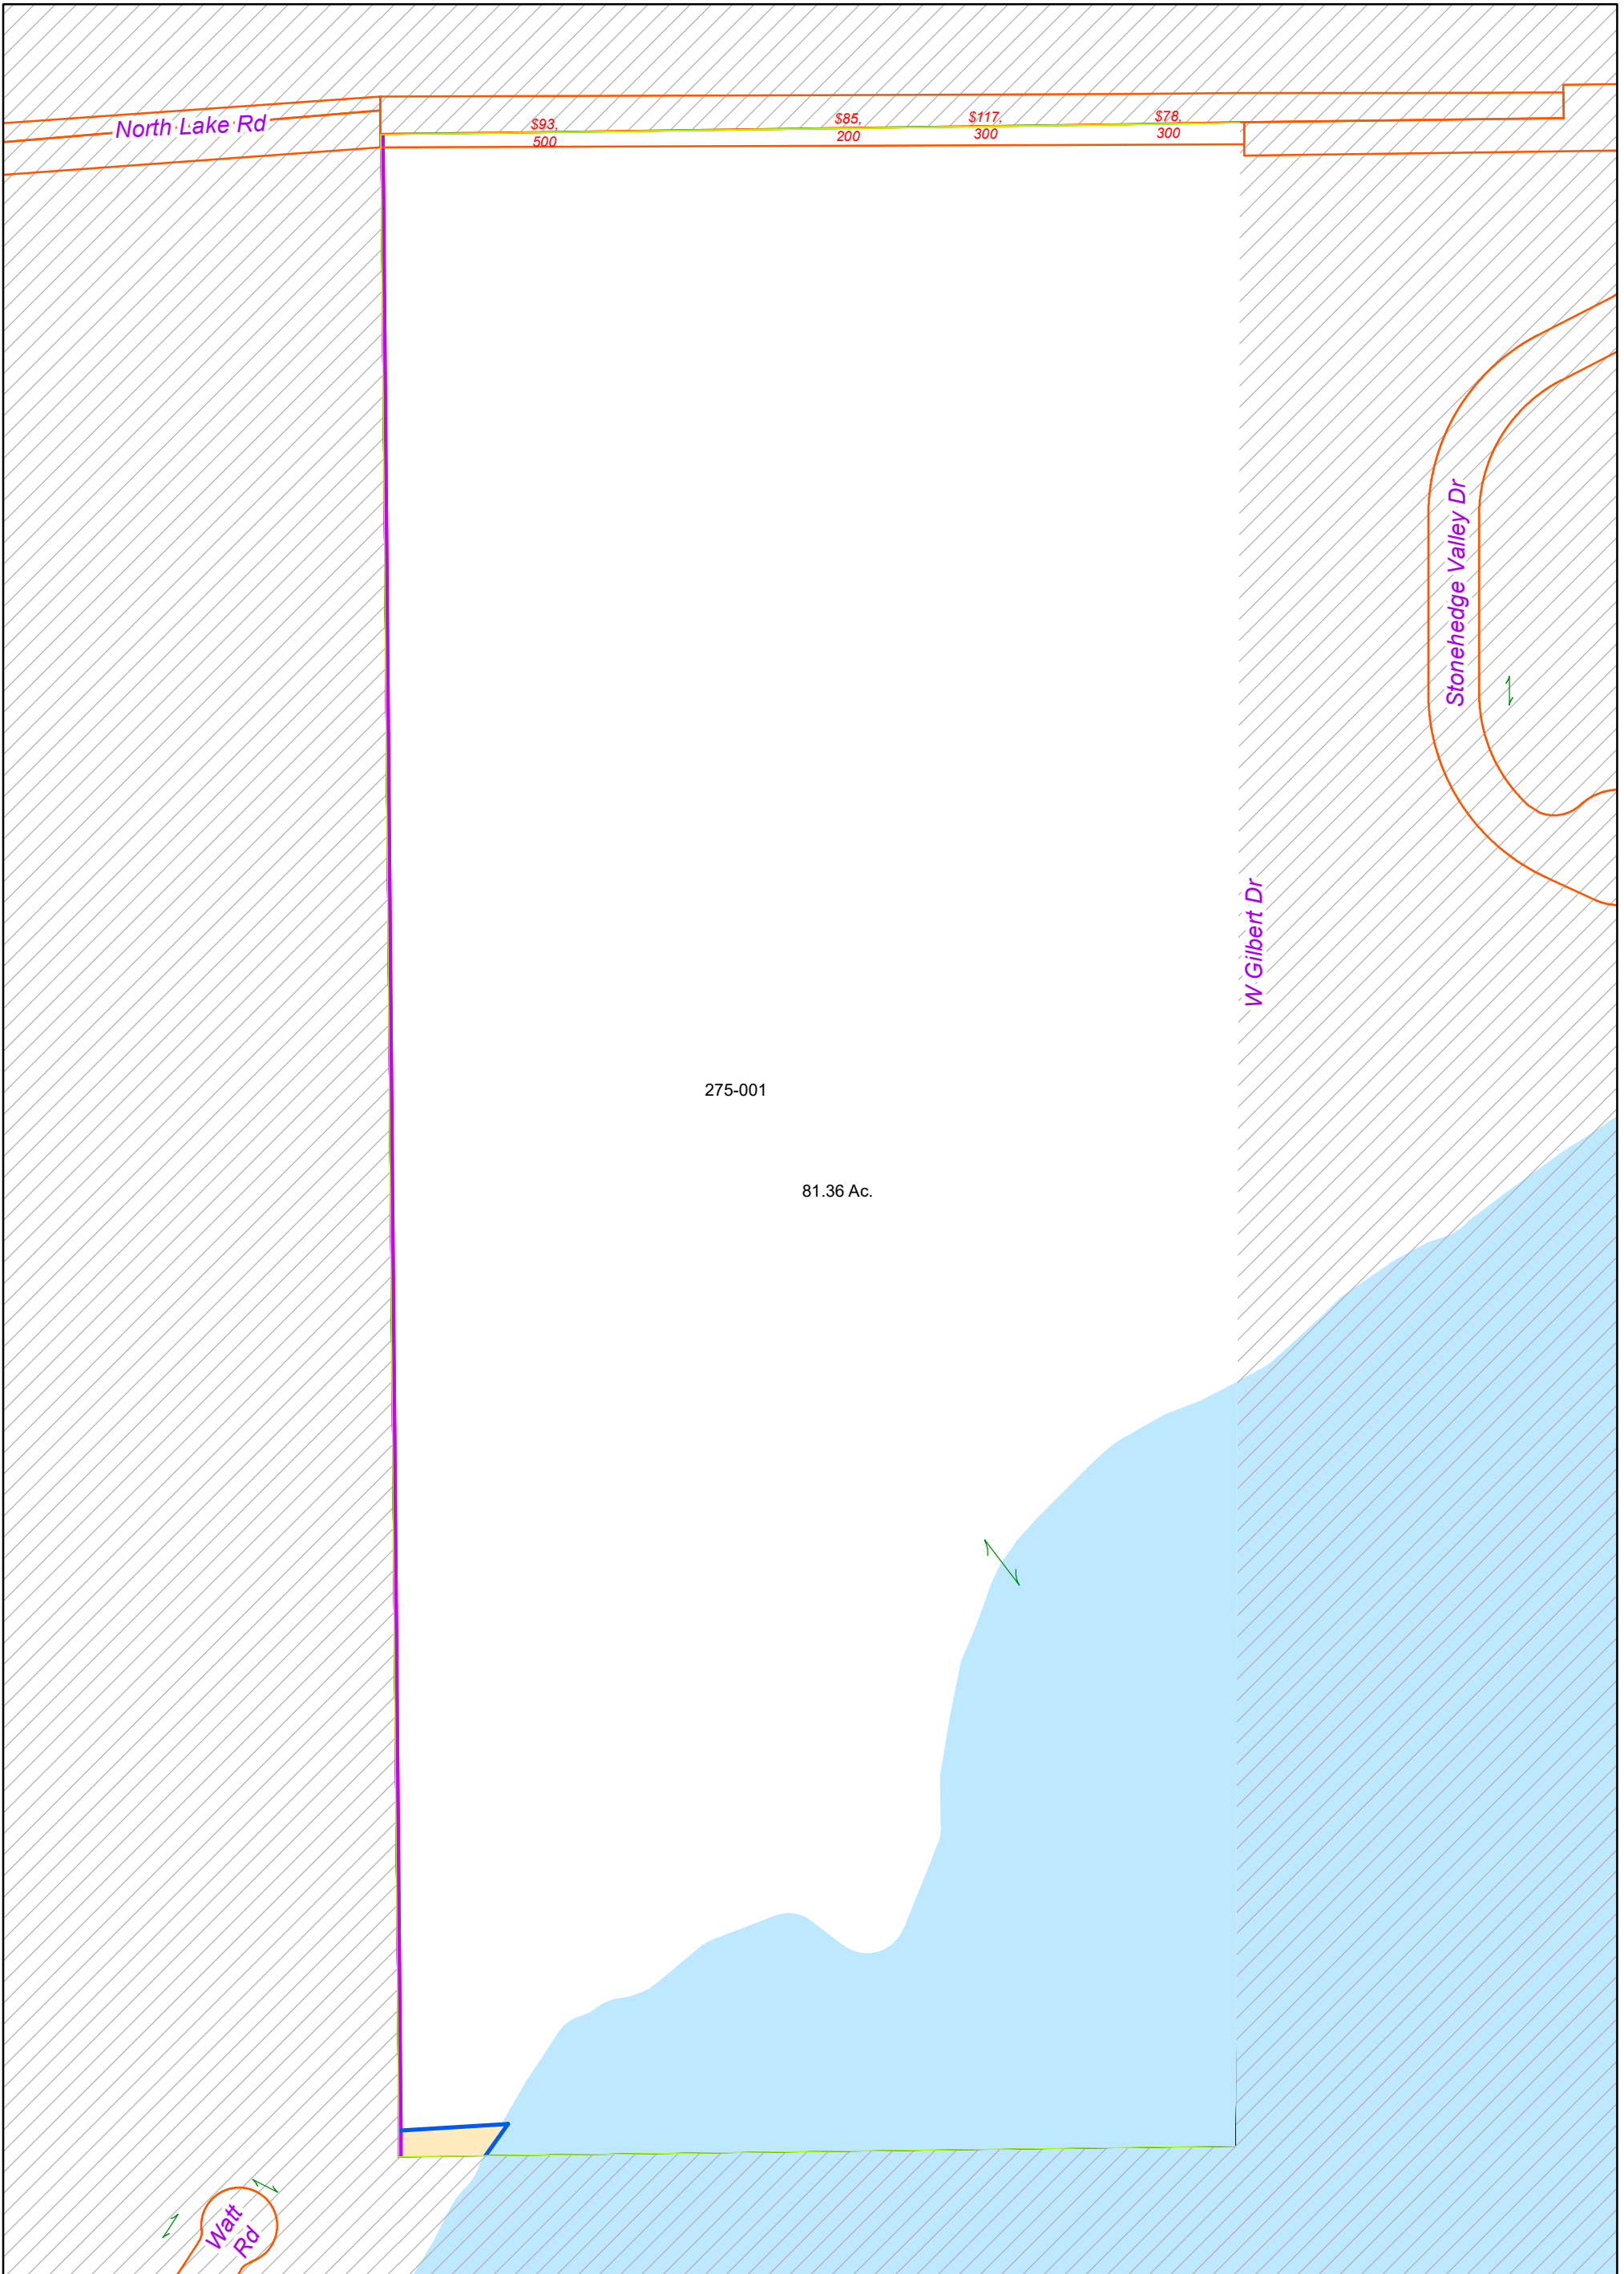 North Lake Rd
$93,
500
$85,
200
$117,
300
$78,
300
Stonehedge Valley Dr
W Gilbert Dr
275-001
81.36 Ac.
Watt
Rd